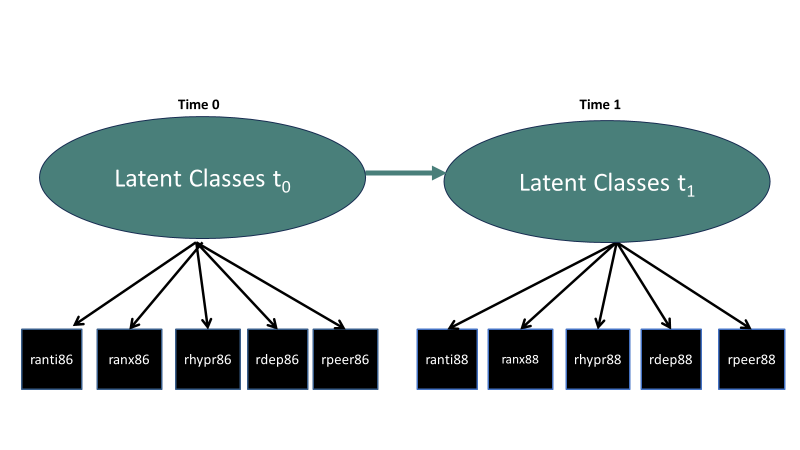 Time 0
Time 1
Latent Classes t₀
Latent Classes t₁
ranti86
ranx86
rhypr86
rdep86
rpeer86
ranti88
ranx88
rhypr88
rdep88
rpeer88